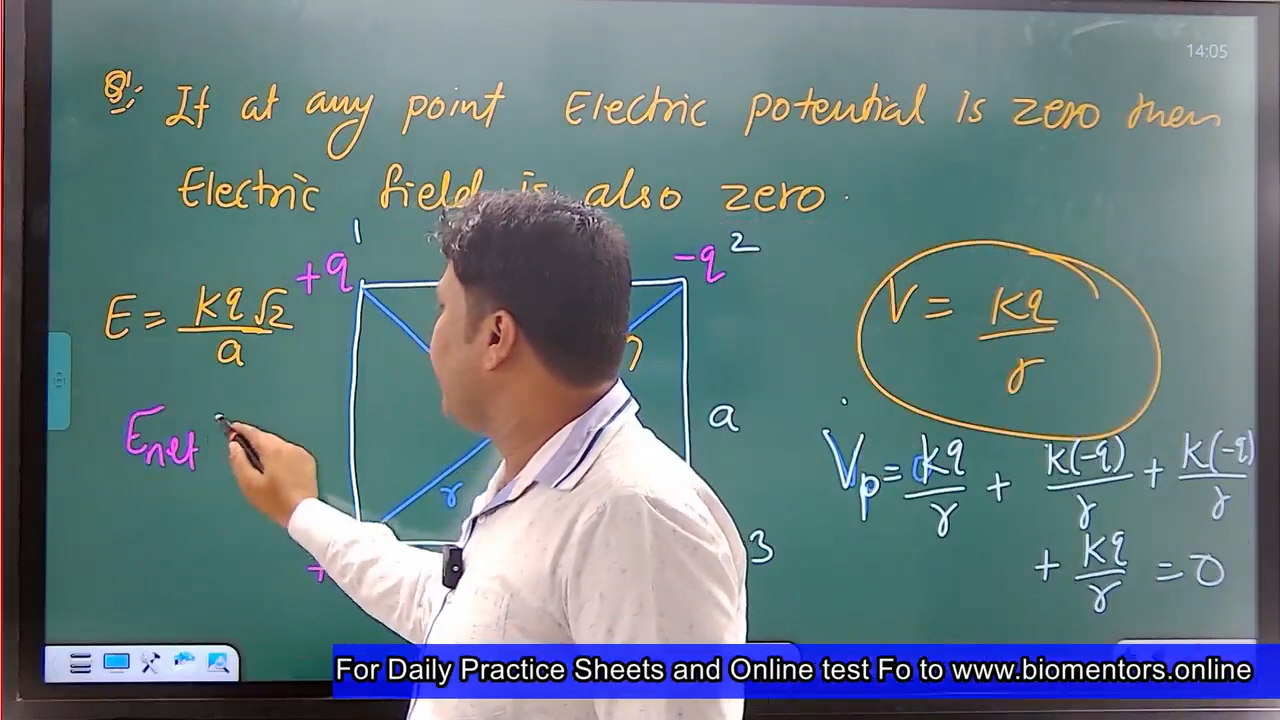 14:05
Q: If at any point Electric potential is zero then
Electric field is also zero.
1
+q
-q 2
E = kq√2 / a
V = kq / r
a
r
Enet
Vp = kq / r + k(-q) / r + k(-q) / r
+ kq / r = 0
3
+
For Daily Practice Sheets and Online test Fo to www.biomentors.online